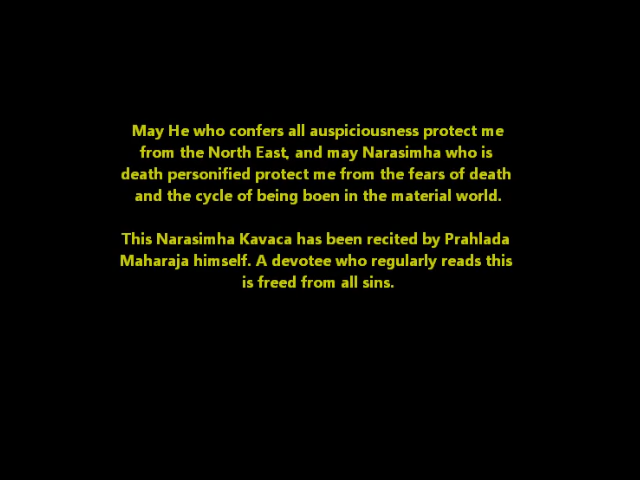 May He who confers all auspiciousness protect me
from the North East, and may Narasimha who is
death personified protect me from the fears of death
and the cycle of being boen in the material world.
This Narasimha Kavaca has been recited by Prahlada
Maharaja himself. A devotee who regularly reads this
is freed from all sins.